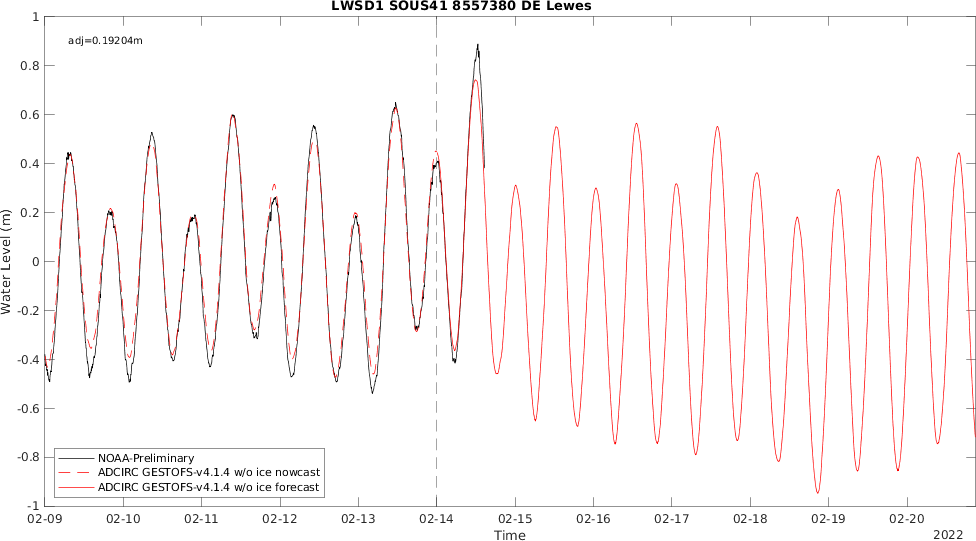 LWSD1 SOUS41 8557380 DE Lewes
adj=0.19204m
Water Level (m)
1
0.8
0.6
0.4
0.2
0
-0.2
-0.4
-0.6
-0.8
-1
NOAA-Preliminary
ADCIRC GESTOFS-v4.1.4 w/o ice nowcast
ADCIRC GESTOFS-v4.1.4 w/o ice forecast
02-09 02-10 02-11 02-12 02-13 02-14 02-15 02-16 02-17 02-18 02-19 02-20
Time
2022